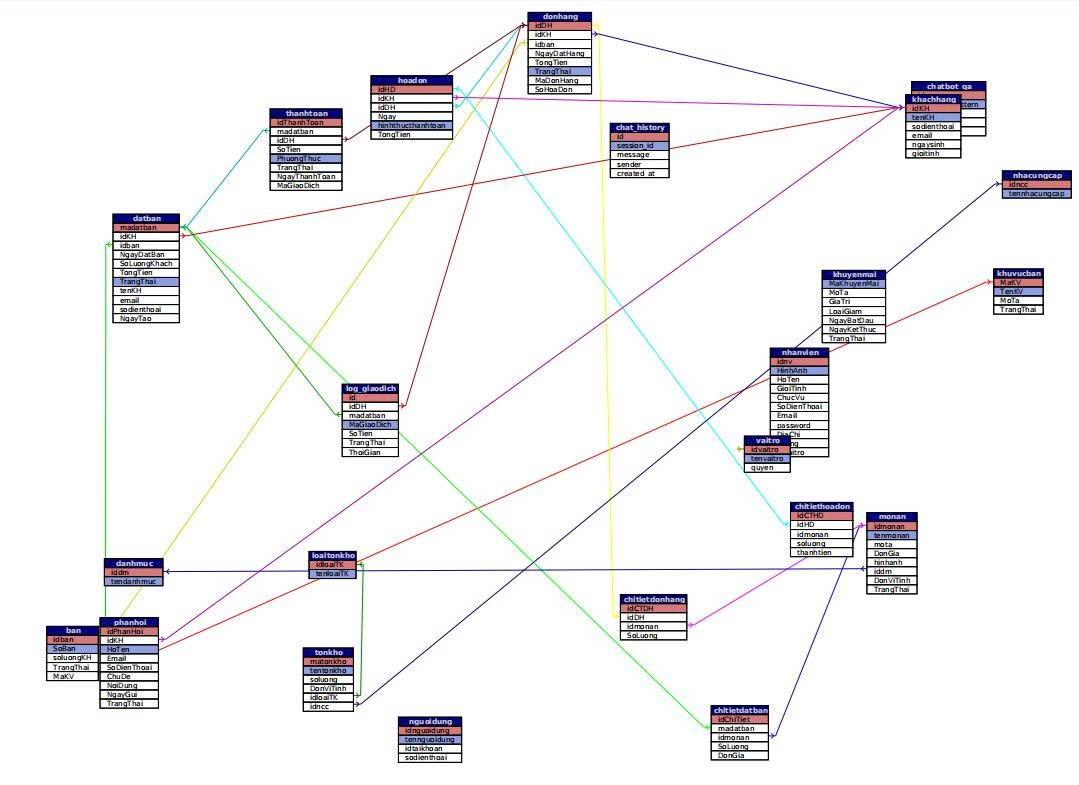 donhang
idDH
idKH
idban
NgayDatHang
TongTien
TrangThai
MaDonHang
SoHoaDon
hoadon
idHD
idKH
idDH
Ngay
hinhthucthanhtoan
TongTien
chatbot_qa
ttern
khachhang
idKH
tenKH
sodienthoai
email
ngaysinh
gioitinh
thanhtoan
idThanhToan
madatban
idDH
SoTien
PhuongThuc
TrangThai
NgayThanhToan
MaGiaoDich
chat_history
id
session_id
message
sender
created_at
nhacungcap
idncc
tennhacungcap
datban
madatban
idKH
idban
NgayDatBan
SoLuongKhach
TongTien
TrangThai
tenKH
email
sodienthoai
NgayTao
khuyenmai
MaKhuyenMai
MoTa
GiaTri
LoaiGiam
NgayBatDau
NgayKetThuc
TrangThai
khuvucban
MaKV
TenKV
MoTa
TrangThai
nhanvien
idnv
HinhAnh
HoTen
GioiTinh
ChucVu
SoDienThoai
Email
password
DiaChi
ng
itro
vaitro
idvaitro
tenvaitro
quyen
log_giaodich
id
idDH
madatban
MaGiaoDich
SoTien
TrangThai
ThoiGian
chitiethoadon
idCTHD
idHD
idmonan
soluong
thanhtien
monan
idmonan
tenmonan
mota
DonGia
hinhanh
iddm
DonViTinh
TrangThai
danhmuc
iddm
tendanhmuc
loaitonkho
idloaiTK
tenloaiTK
chitietdonhang
idCTDH
idDH
idmonan
SoLuong
ban
idban
SoBan
soluongKH
TrangThai
MaKV
phanhoi
idPhanHoi
idKH
HoTen
Email
SoDienThoai
ChuDe
NoiDung
NgayGui
TrangThai
tonkho
matonkho
tentonkho
soluong
DonViTinh
idloaiTK
idncc
nguoidung
idnguoidung
tennguoidung
idtaikhoan
sodienthoai
chitietdatban
idChiTiet
madatban
idmonan
SoLuong
DonGia